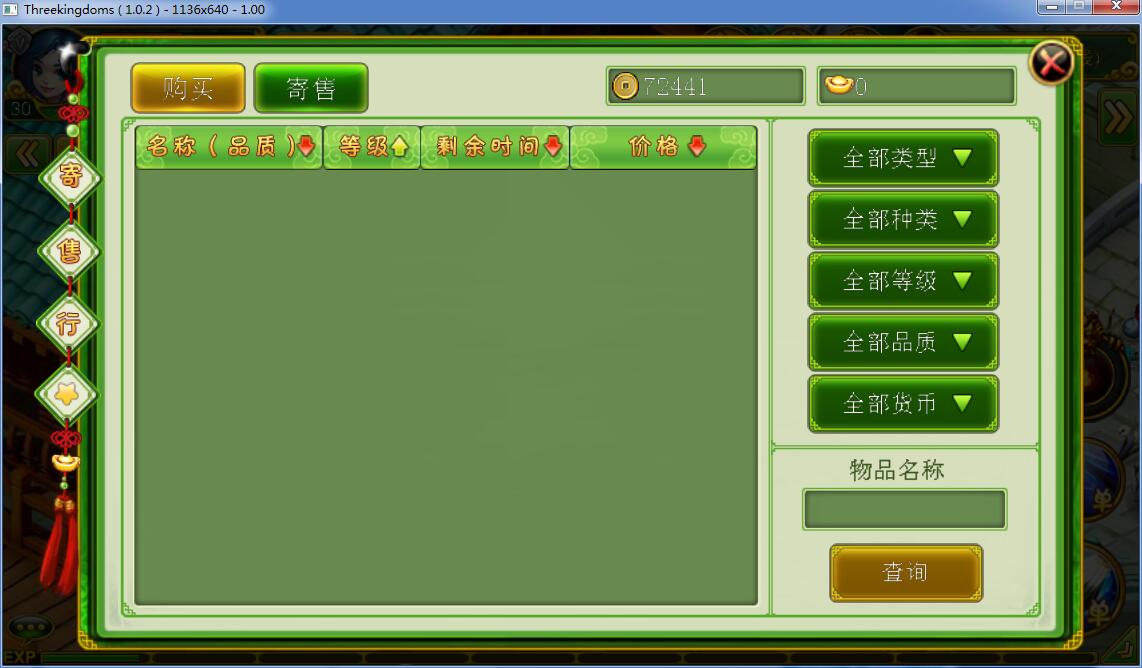 Threekingdoms ( 1.0.2 ) - 1136x640 - 1.00
购买
寄售
72441
0
30
寄
售
行
名称(品质)
等级
剩余时间
价格
全部类型
全部种类
全部等级
全部品质
全部货币
物品名称
查询
单
单
EXP